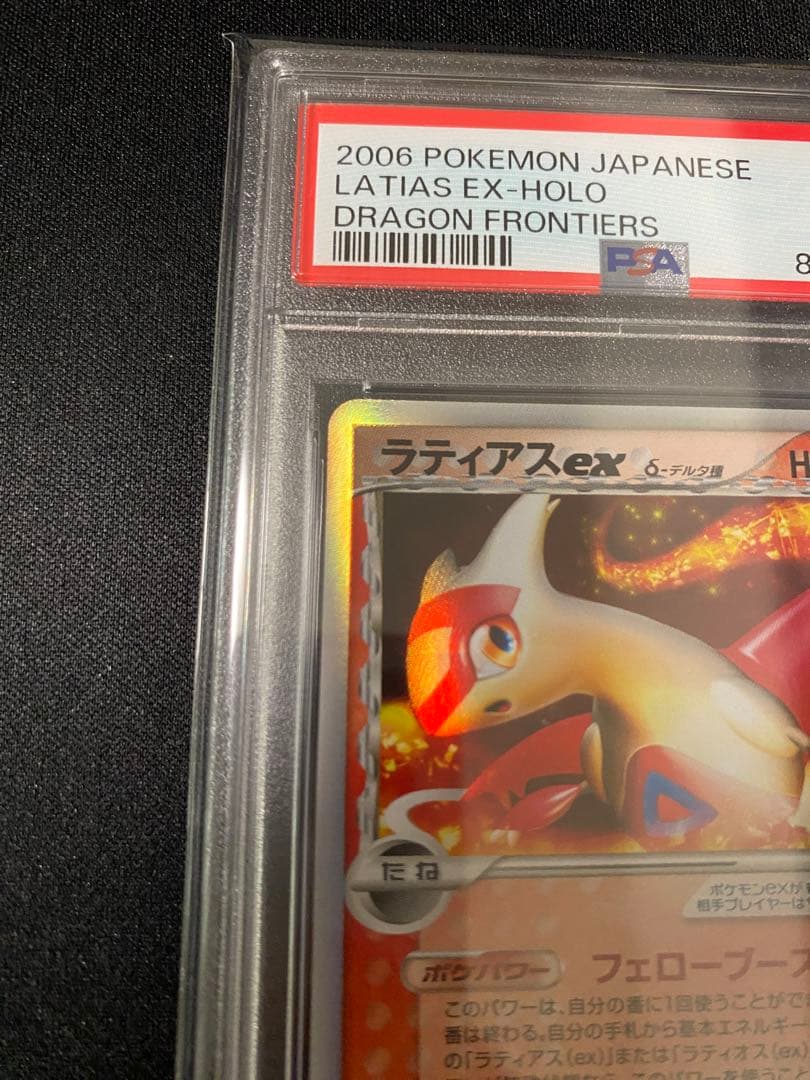 2006 POKEMON JAPANESE
LATIAS EX-HOLO
DRAGON FRONTIERS
PSA
8
ラティアスex δ-デルタ種 H
たね
ポケモンexが
相手プレイヤーは
ポケパワー フェローブース
このパワーは、自分の番に1回使うことがで
番は終わる。自分の手札から基本エネルギー
の「ラティアス(ex)」または「ラティオス(ex)